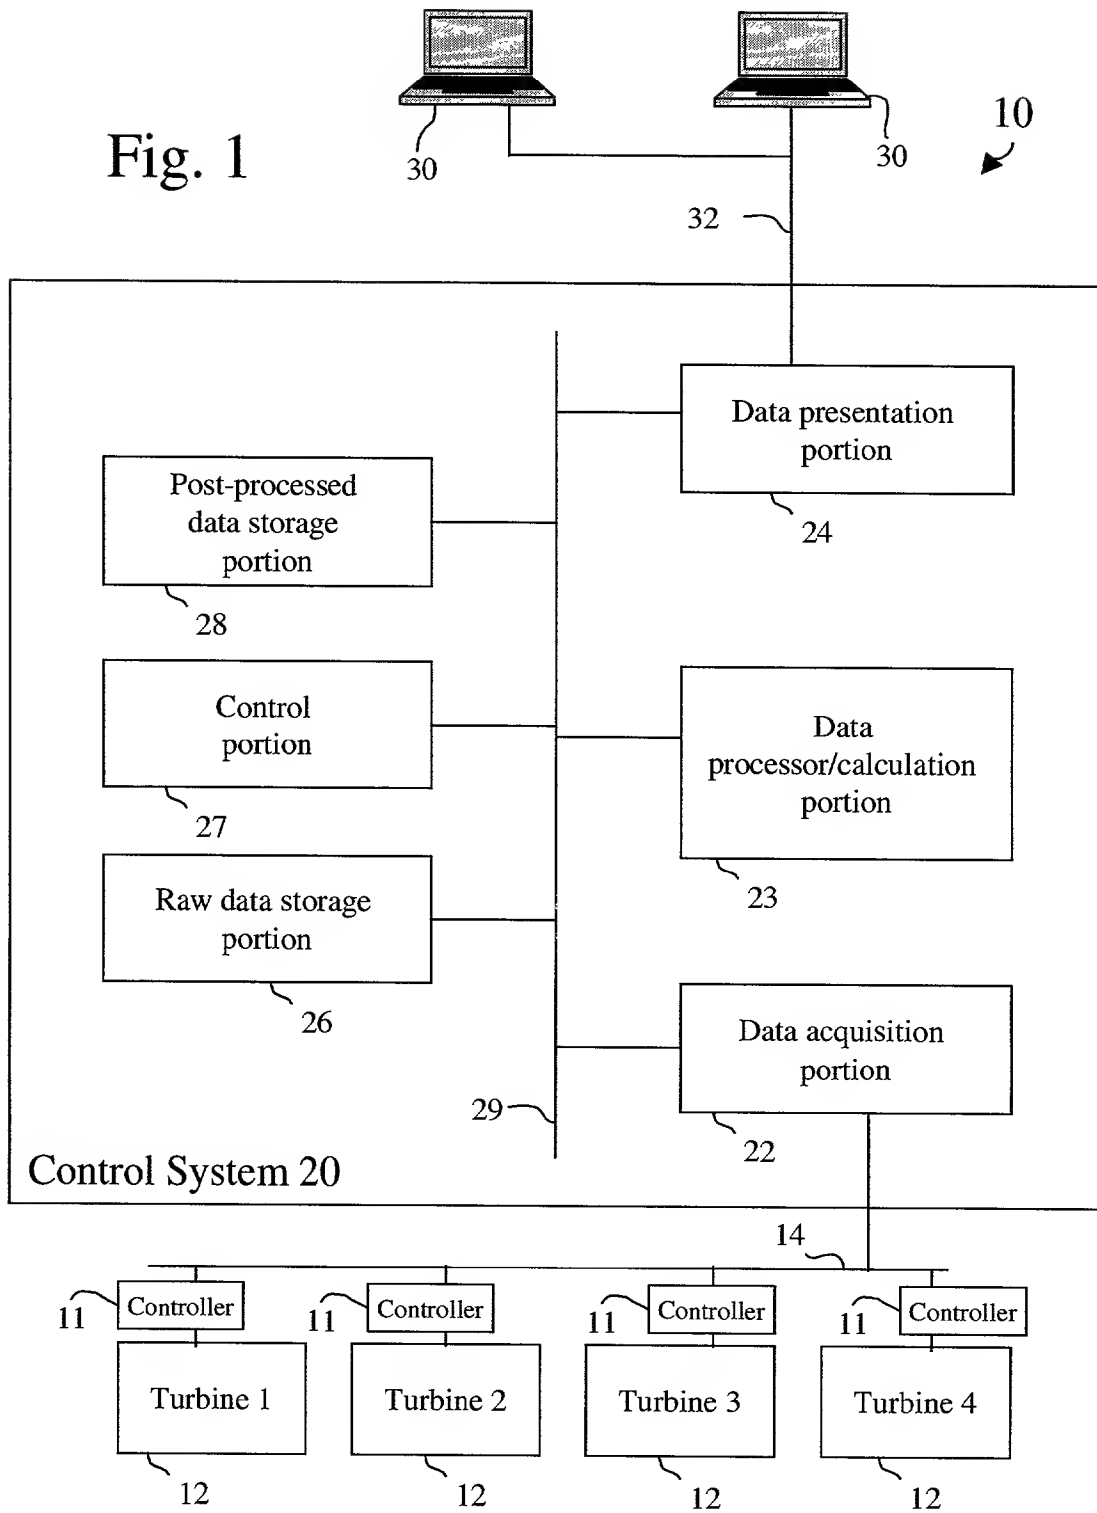 Fig. 1
30
30
10
32
Data presentation
portion
24
Post-processed
data storage
portion
28
Control
portion
27
Data
processor/calculation
portion
23
Raw data storage
portion
26
Data acquisition
portion
22
29
Control System 20
14
11
Controller
11
Controller
11
Controller
11
Controller
Turbine 1
Turbine 2
Turbine 3
Turbine 4
12
12
12
12